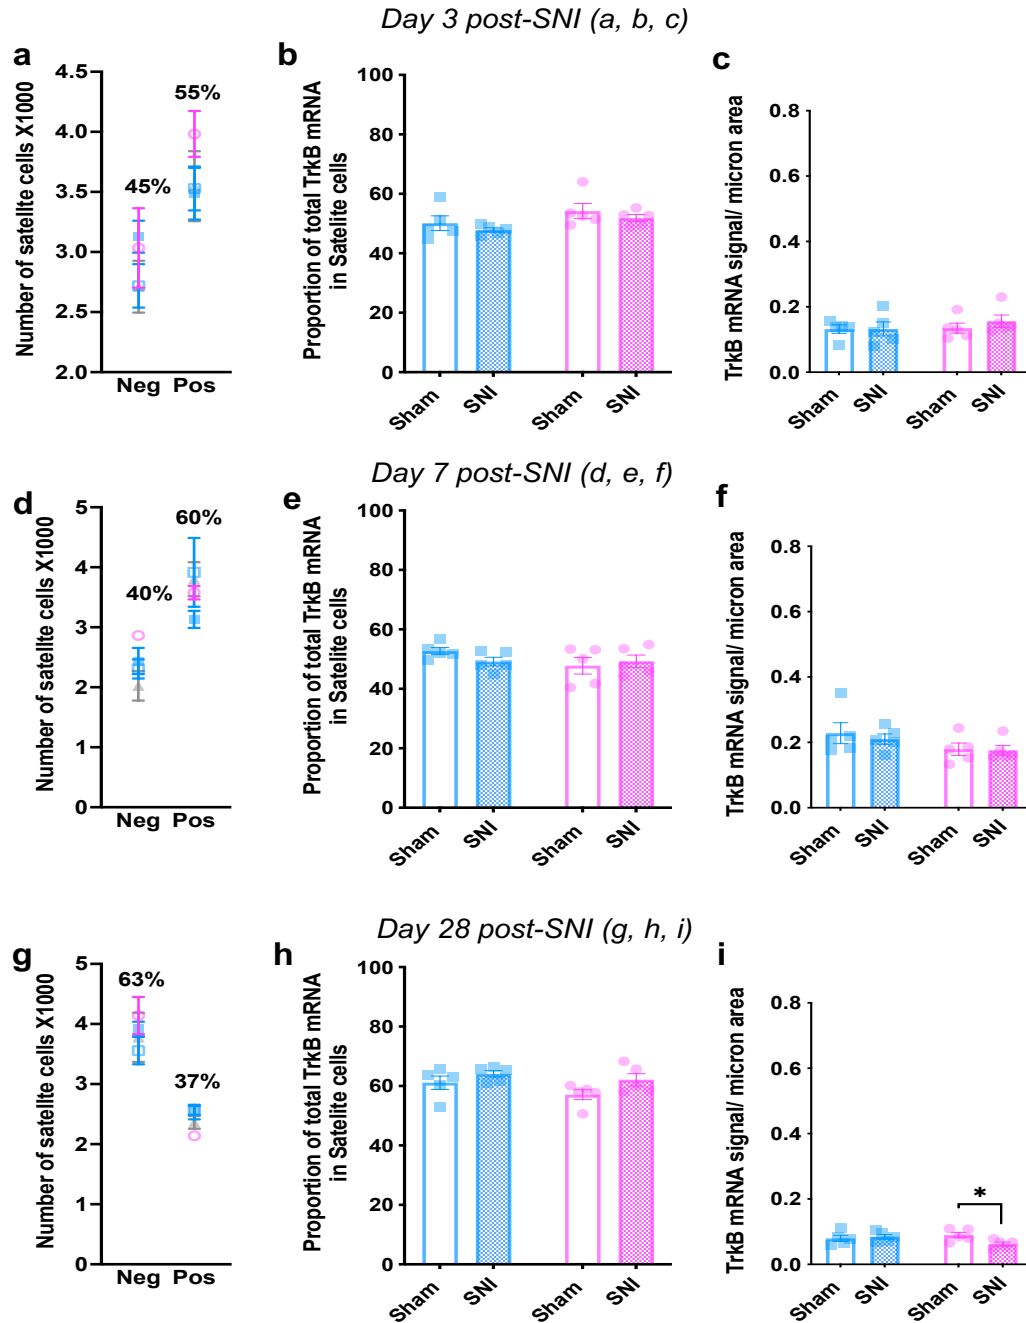 Day 3 post-SNI (a, b, c)
a
Number of satellite cells X1000
4.5
4.0
3.5
3.0
2.5
2.0
45%
55%
Neg Pos
b
Proportion of total TrkB mRNA
in Satelite cells
100
80
60
40
20
0
Sham
SNI
Sham
SNI
c
TrkB mRNA signal/ micron area
0.8
0.6
0.4
0.2
0.0
Sham
SNI
Sham
SNI
Day 7 post-SNI (d, e, f)
d
Number of satelite cells X1000
5
4
3
2
1
0
40%
60%
Neg Pos
e
Proportion of total TrkB mRNA
in Satelite cells
100
80
60
40
20
0
Sham
SNI
Sham
SNI
f
TrkB mRNA signal/ micron area
0.8
0.6
0.4
0.2
0.0
Sham
SNI
Sham
SNI
Day 28 post-SNI (g, h, i)
g
Number of satelite cells X1000
5
4
3
2
1
0
63%
37%
Neg Pos
h
Proportion of total TrkB mRNA
in Satelite cells
100
80
60
40
20
0
Sham
SNI
Sham
SNI
i
TrkB mRNA signal/ micron area
0.8
0.6
0.4
0.2
0.0
*
Sham
SNI
Sham
SNI